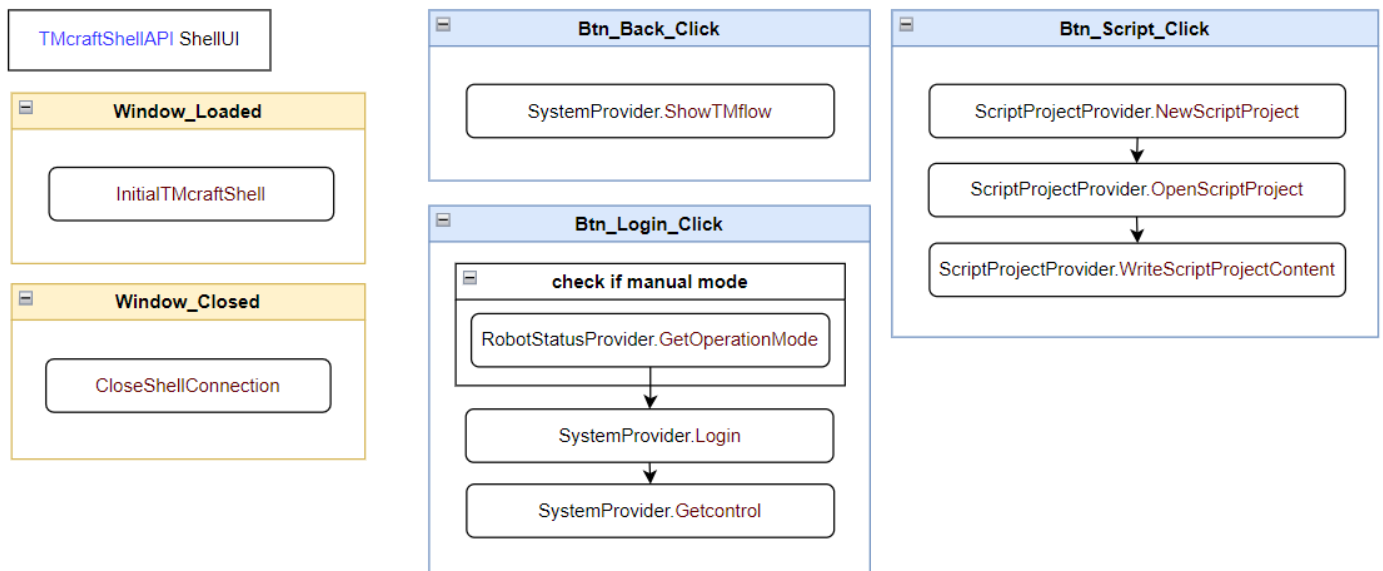 TMcraftShellAPI ShellUI
Window_Loaded
InitialTMcraftShell
Window_Closed
CloseShellConnection
Btn_Back_Click
SystemProvider.ShowTMflow
Btn_Login_Click
check if manual mode
RobotStatusProvider.GetOperationMode
SystemProvider.Login
SystemProvider.Getcontrol
Btn_Script_Click
ScriptProjectProvider.NewScriptProject
ScriptProjectProvider.OpenScriptProject
ScriptProjectProvider.WriteScriptProjectContent